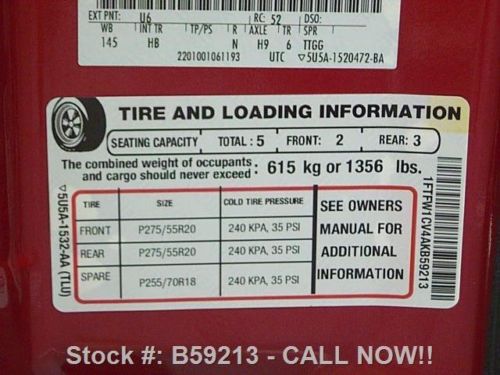 EXT PNT: U6 RC: 52 DSO:
WB INT TR TP/PS R AXLE TR SPR
145 HB N H9 6 TTGG
2201001061193 UTC ▽5U5A-1520472-BA
TIRE AND LOADING INFORMATION
SEATING CAPACITY TOTAL : 5 FRONT: 2 REAR: 3
The combined weight of occupants and cargo should never exceed : 615 kg or 1356 lbs.
TIRE SIZE COLD TIRE PRESSURE
FRONT P275/55R20 240 KPA, 35 PSI
REAR P275/55R20 240 KPA, 35 PSI
SPARE P255/70R18 240 KPA, 35 PSI
SEE OWNERS
MANUAL FOR
ADDITIONAL
INFORMATION
▽5U5A-1532-AA (TLU)
1FTFW1CV4AKB59213
Stock #: B59213 - CALL NOW!!